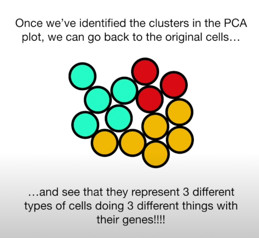 Once we've identified the clusters in the PCA
plot, we can go back to the original cells...
...and see that they represent 3 different
types of cells doing 3 different things with
their genes!!!!